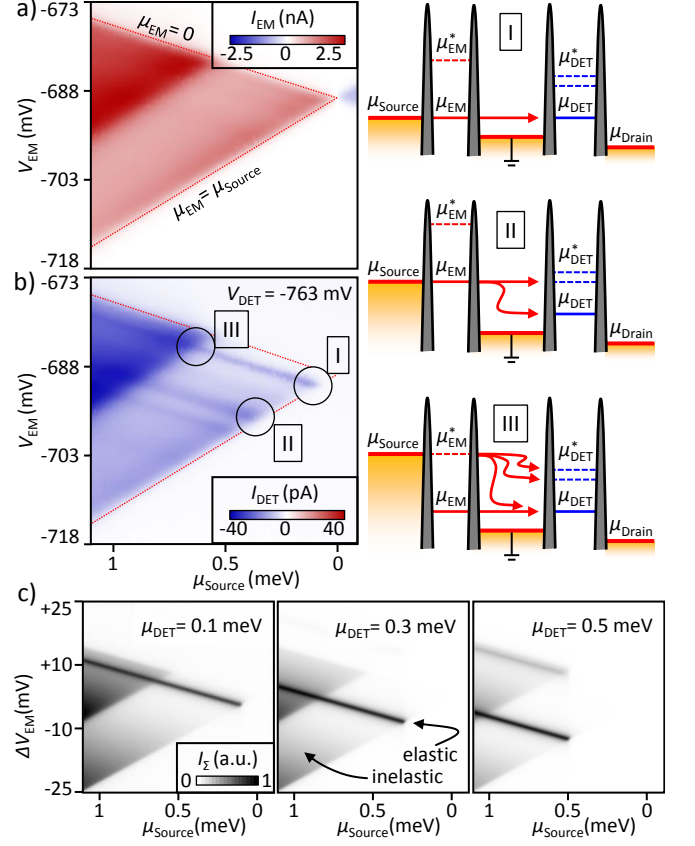 a)
-673
-688
-703
-718
V_EM (mV)
μ_EM = 0
I_EM (nA)
-2.5 0 2.5
μ_EM = μ_Source
b)
-673
-688
-703
-718
V_EM (mV)
V_DET = -763 mV
III
I
II
I_DET (pA)
-40 0 40
1 0.5 0
μ_Source (meV)
I
μ*_EM
μ*_DET
μ_Source
μ_EM
μ_DET
μ_Drain
II
μ*_EM
μ*_DET
μ_Source
μ_EM
μ_DET
μ_Drain
III
μ_Source
μ*_EM
μ*_DET
μ_EM
μ_DET
μ_Drain
c)
+25
+10
-10
-25
ΔV_EM (mV)
μ_DET = 0.1 meV
I_Σ (a.u.)
0 1
1 0.5 0
μ_Source (meV)
μ_DET = 0.3 meV
elastic
inelastic
1 0.5 0
μ_Source (meV)
μ_DET = 0.5 meV
1 0.5 0
μ_Source (meV)